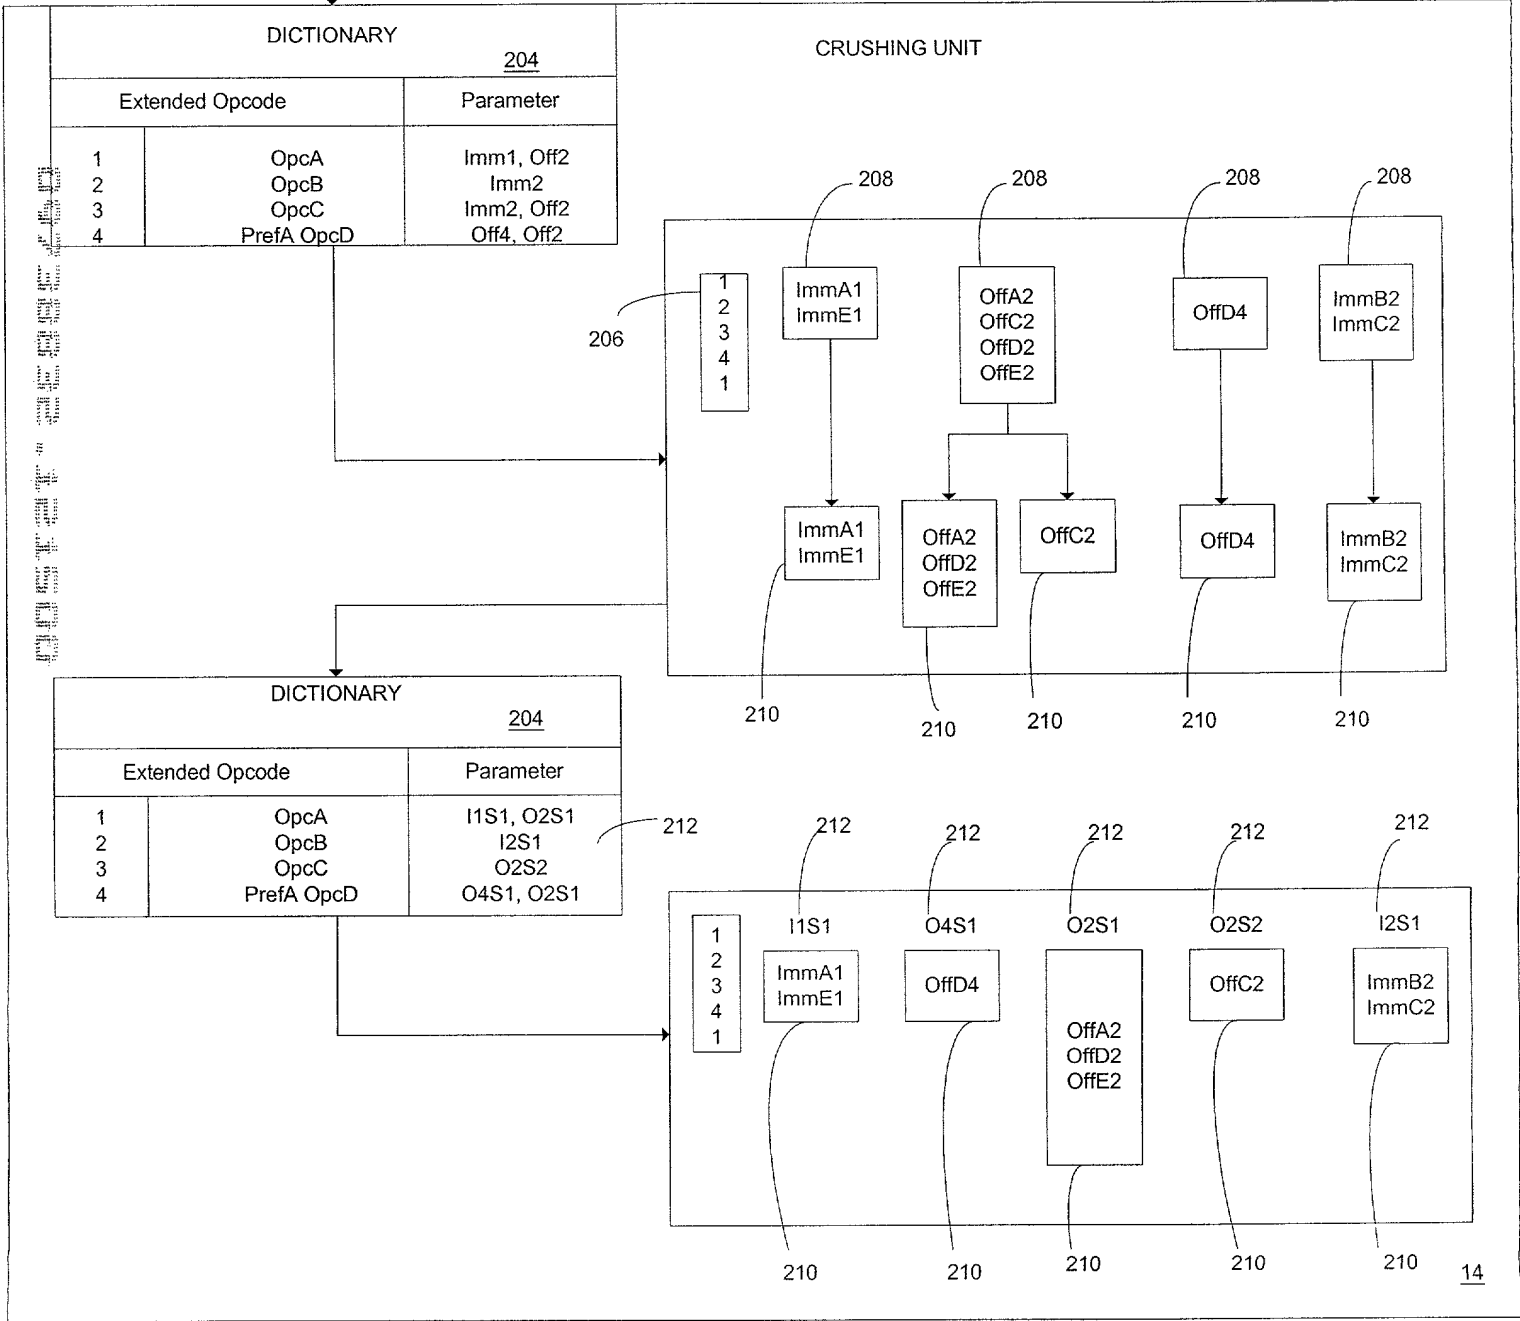 DICTIONARY
204
CRUSHING UNIT
Extended Opcode Parameter
1 OpcA Imm1, Off2
2 OpcB Imm2
3 OpcC Imm2, Off2
4 PrefA OpcD Off4, Off2
208 208 208 208
206
1
2
3
4
1
ImmA1
ImmE1
OffA2
OffC2
OffD2
OffE2
OffD4
ImmB2
ImmC2
ImmA1
ImmE1
OffA2
OffD2
OffE2
OffC2
OffD4
ImmB2
ImmC2
210 210 210 210 210
DICTIONARY
204
Extended Opcode Parameter
1 OpcA I1S1, O2S1
2 OpcB I2S1
3 OpcC O2S2
4 PrefA OpcD O4S1, O2S1
212 212 212 212 212 212
I1S1 O4S1 O2S1 O2S2 I2S1
1
2
3
4
1
ImmA1
ImmE1
OffD4
OffA2
OffD2
OffE2
OffC2
ImmB2
ImmC2
210 210 210 210 210
14